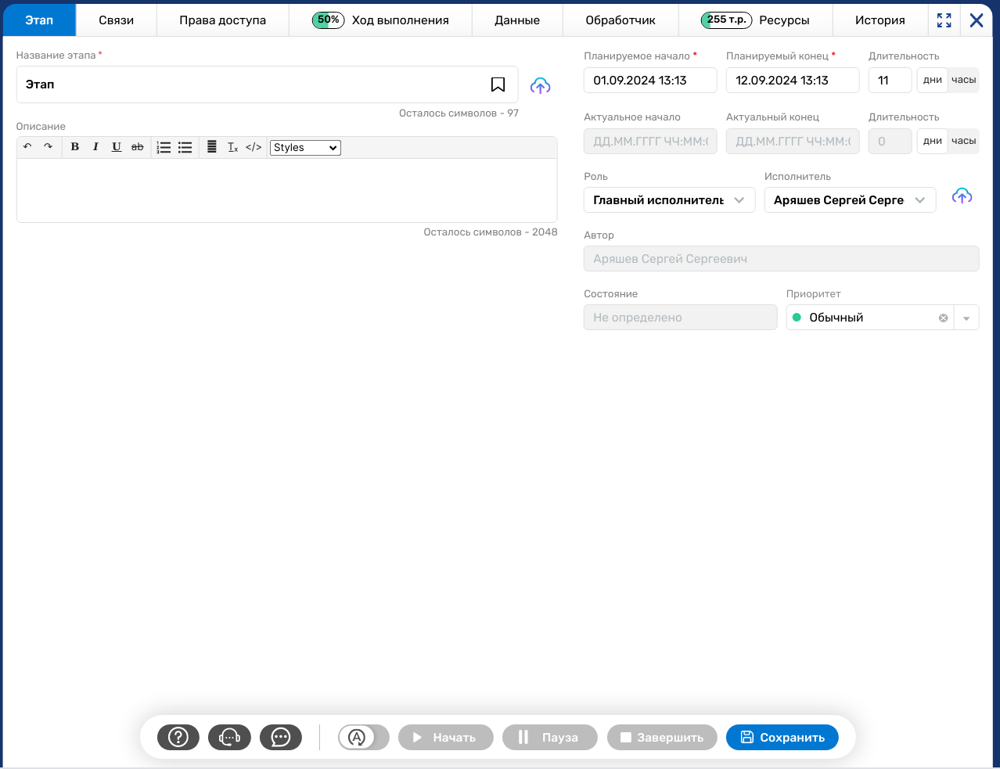 Этап Связи Права доступа 50% Ход выполнения Данные Обработчик 255 т.р. Ресурсы История
Название этапа *
Этап
Осталось символов - 97
Описание
B I U ab Tx </> Styles
Осталось символов - 2048
Планируемое начало * Планируемый конец * Длительность
01.09.2024 13:13 12.09.2024 13:13 11 дни часы
Актуальное начало Актуальный конец Длительность
ДД.ММ.ГГГГ ЧЧ:ММ:( ДД.ММ.ГГГГ ЧЧ:ММ:( 0 дни часы
Роль Исполнитель
Главный исполнитель Аряшев Сергей Серге
Автор
Аряшев Сергей Сергеевич
Состояние Приоритет
Не определено Обычный
? A Начать Пауза Завершить Сохранить